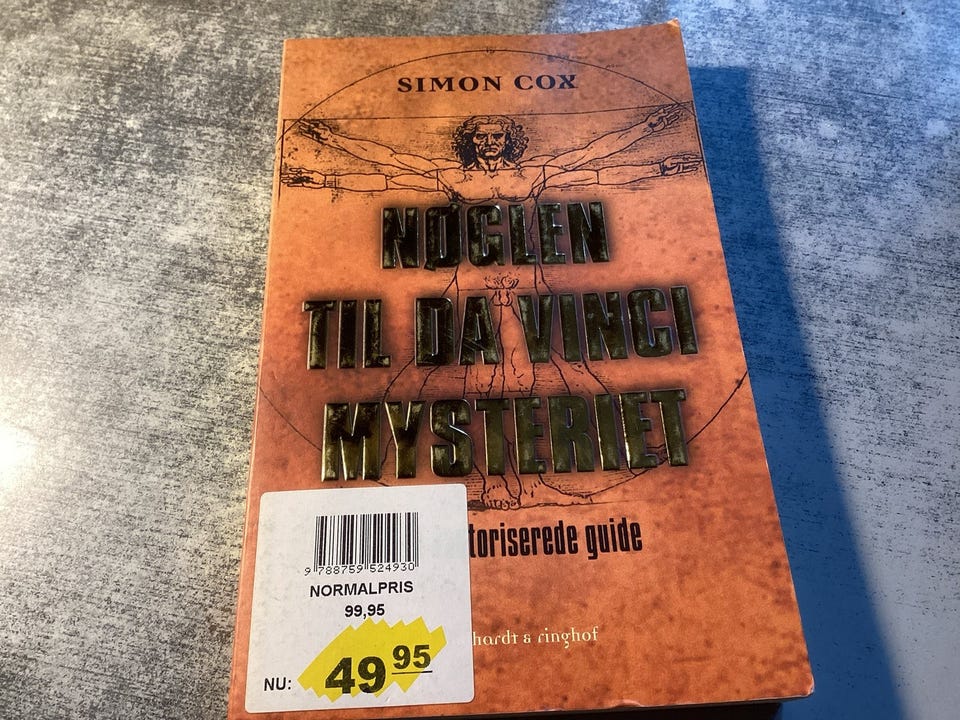 SIMON COX
NØGLEN
TIL DA VINCI
MYSTERIET
toriserede guide
hardt & ringhof
9 788759 524930
NORMALPRIS
99,95
NU: 49 95